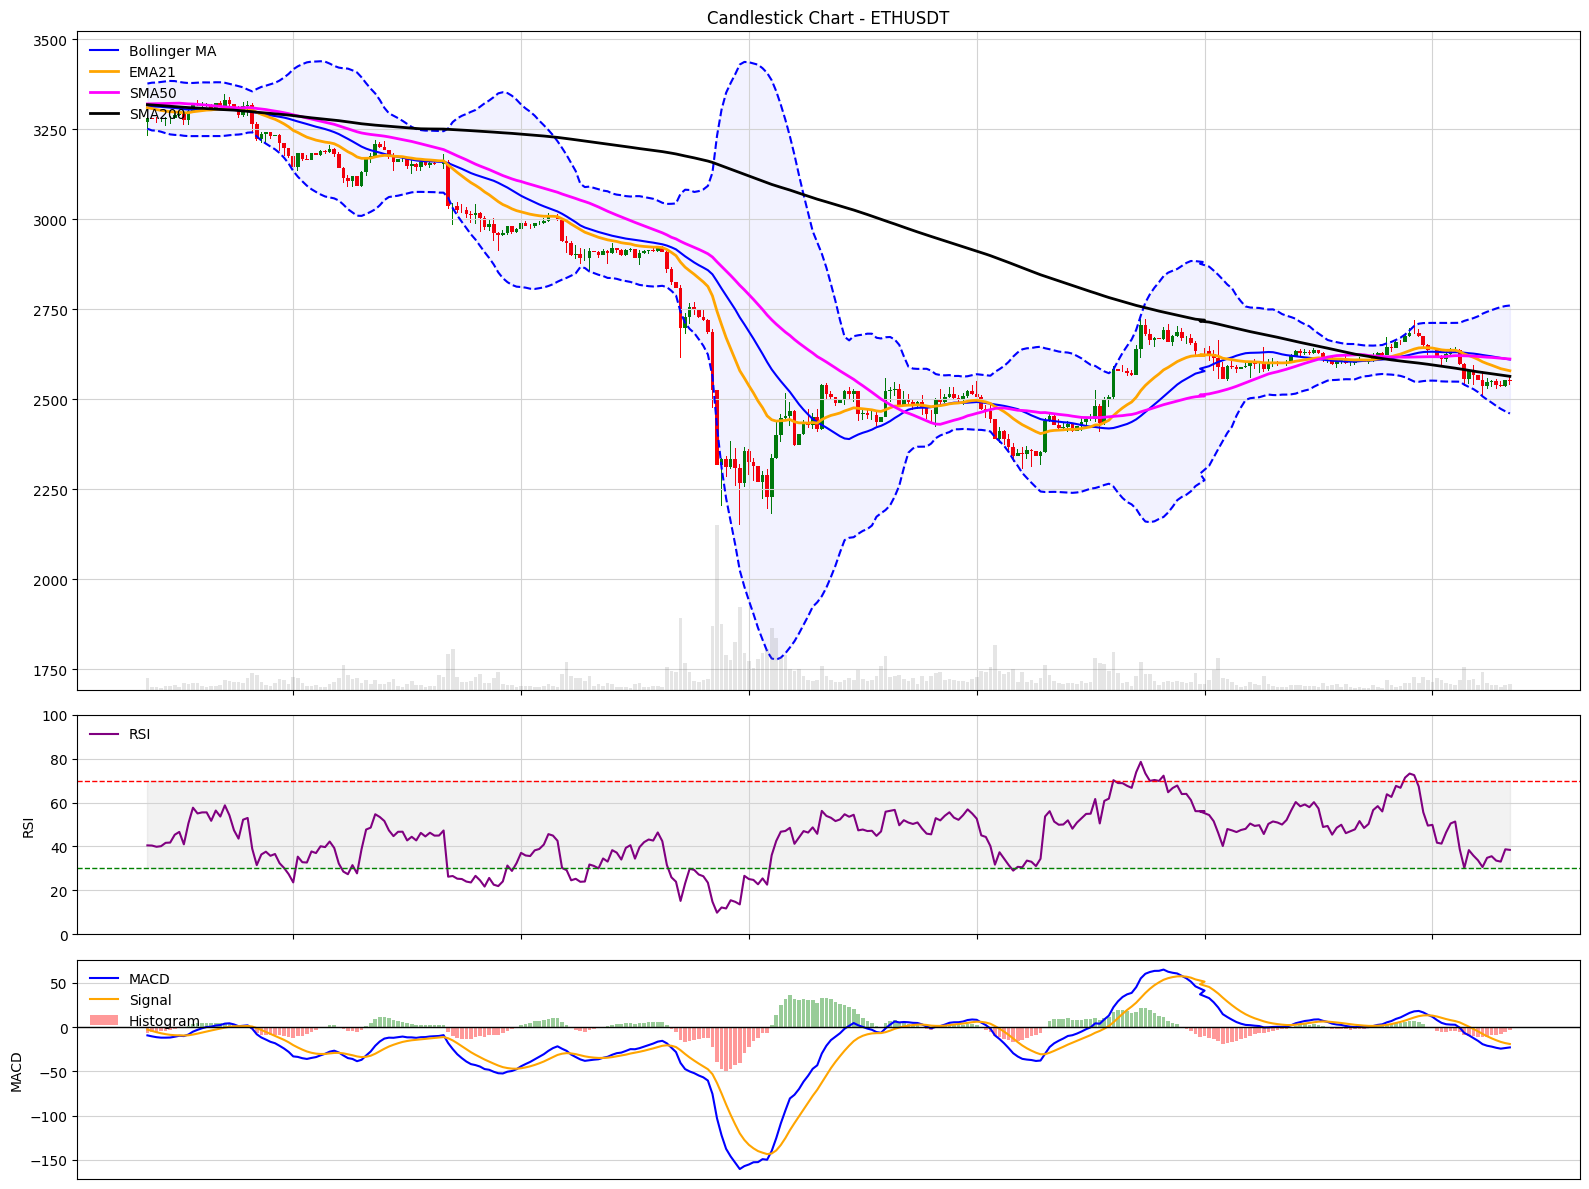 Candlestick Chart - ETHUSDT
3500
3250
3000
2750
2500
2250
2000
1750
Bollinger MA
EMA21
SMA50
SMA200
100
80
60
40
20
0
RSI
RSI
50
0
−50
−100
−150
MACD
MACD
Signal
Histogram